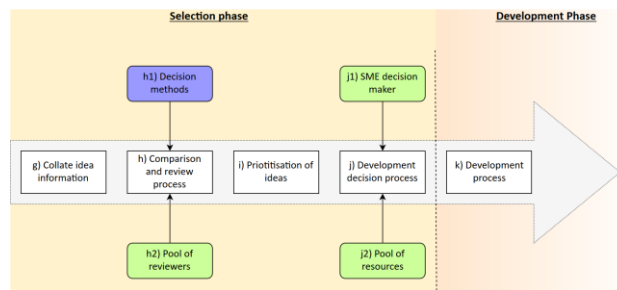 Selection phase
Development Phase
h1) Decision
methods
j1) SME decision
maker
g) Collate idea
information
h) Comparison
and review
process
i) Priotitisation of
ideas
j) Development
decision process
k) Development
process
h2) Pool of
reviewers
j2) Pool of
resources